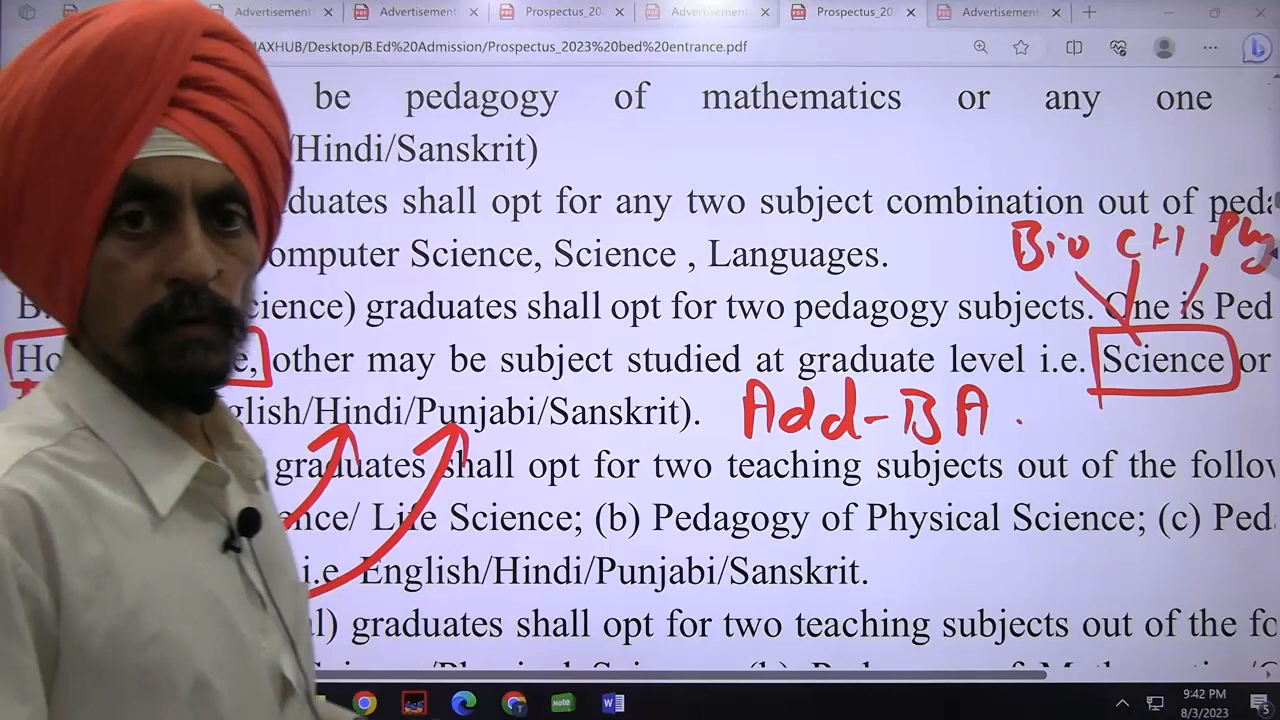 Advertisement Advertisement Prospectus_20. Advertisement Prospectus_20. Advertisement
AXHUB/Desktop/B.Ed%20Admission/Prospectus_2023%20bed%20entrance.pdf
be pedagogy of mathematics or any one
/Hindi/Sanskrit)
duates shall opt for any two subject combination out of peda
Bio CH Phy
omputer Science, Science , Languages.
cience) graduates shall opt for two pedagogy subjects. One is Ped
Ho e, other may be subject studied at graduate level i.e. Science or
glish/Hindi/Punjabi/Sanskrit). Add-BA.
graduates shall opt for two teaching subjects out of the follov
ence/ Life Science; (b) Pedagogy of Physical Science; (c) Ped
i.e. English/Hindi/Punjabi/Sanskrit.
al) graduates shall opt for two teaching subjects out of the fo
Note
9:42 PM
8/3/2023
5